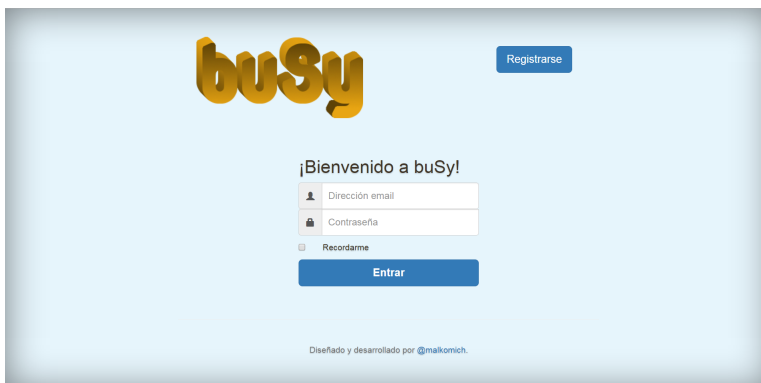 buSy
Registrarse
¡Bienvenido a buSy!
Dirección email
Contraseña
Recordarme
Entrar
Diseñado y desarrollado por @malkomich.